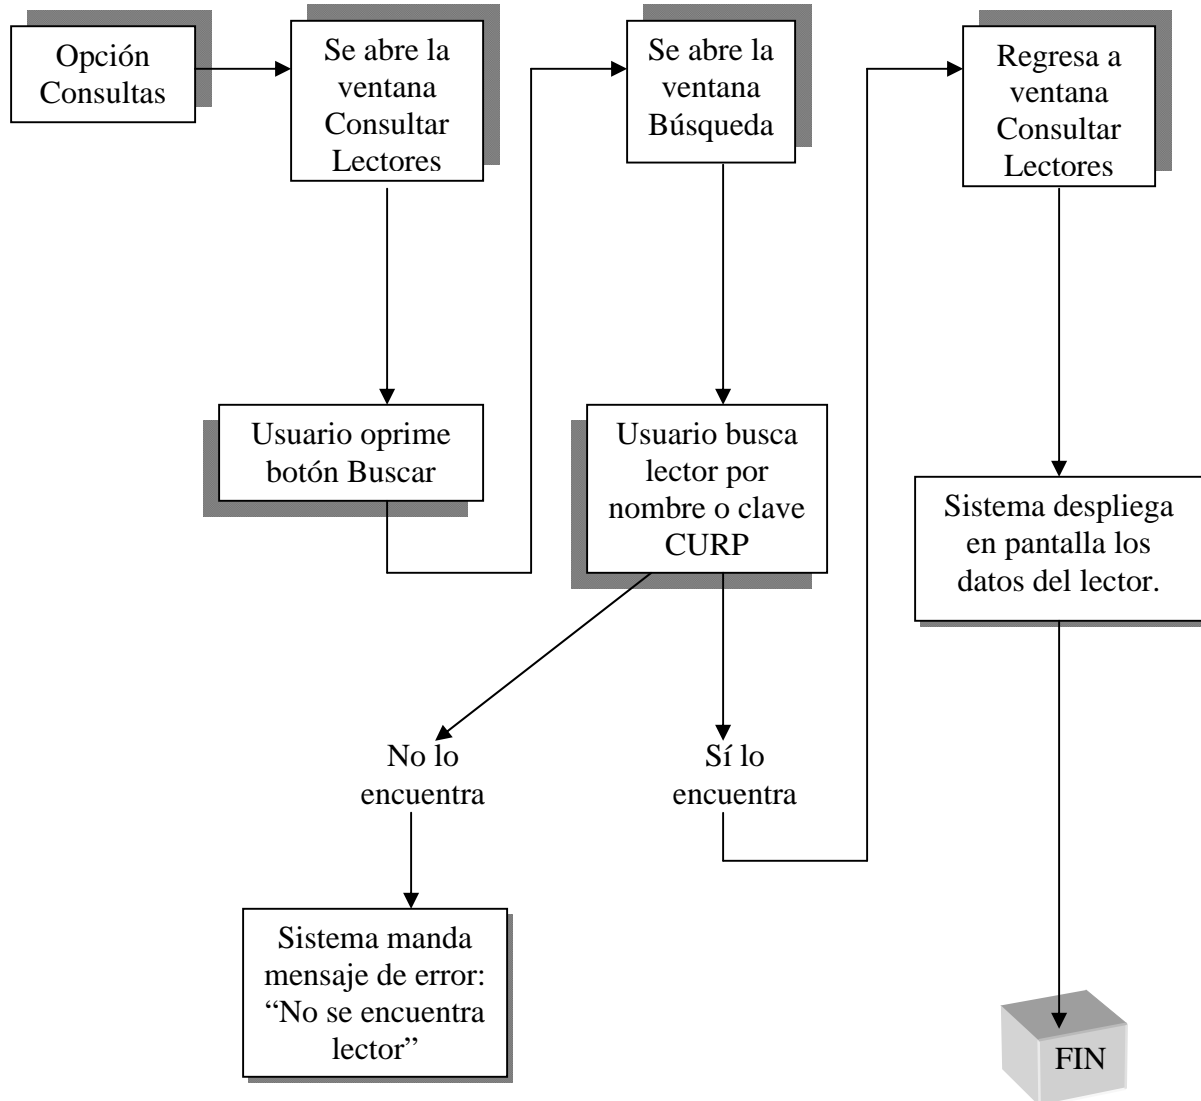 Opción
Consultas
Se abre la
ventana
Consultar
Lectores
Se abre la
ventana
Búsqueda
Regresa a
ventana
Consultar
Lectores
Usuario oprime
botón Buscar
Usuario busca
lector por
nombre o clave
CURP
Sistema despliega
en pantalla los
datos del lector.
No lo
encuentra
Sí lo
encuentra
Sistema manda
mensaje de error:
“No se encuentra
lector”
FIN